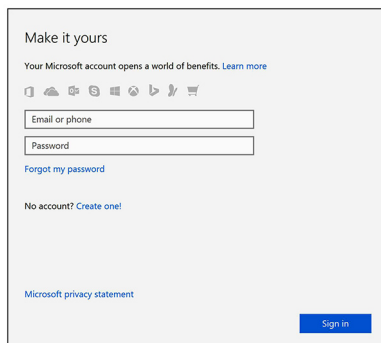 Make it yours
Your Microsoft account opens a world of benefits. Learn more
Email or phone
Password
Forgot my password
No account? Create one!
Microsoft privacy statement
Sign in